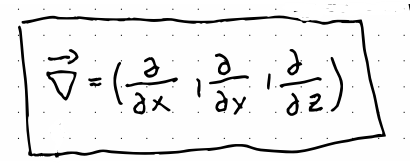 ∇⃗ = (∂/∂x, ∂/∂y, ∂/∂z)